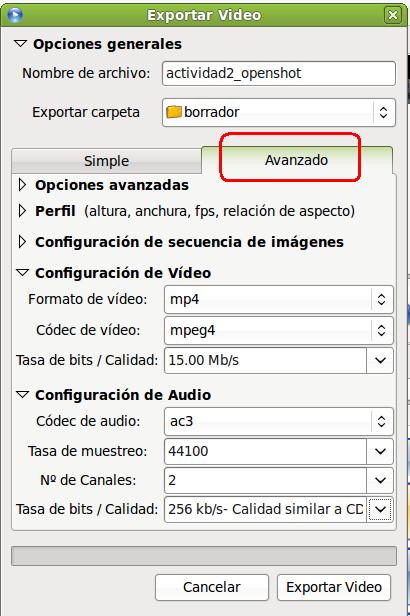 Exportar Video
Opciones generales
Nombre de archivo: actividad2_openshot
Exportar carpeta borrador
Simple Avanzado
Opciones avanzadas
Perfil (altura, anchura, fps, relación de aspecto)
Configuración de secuencia de imágenes
Configuración de Vídeo
Formato de vídeo: mp4
Códec de vídeo: mpeg4
Tasa de bits / Calidad: 15.00 Mb/s
Configuración de Audio
Códec de audio: ac3
Tasa de muestreo: 44100
Nº de Canales: 2
Tasa de bits / Calidad: 256 kb/s- Calidad similar a CD
Cancelar Exportar Video